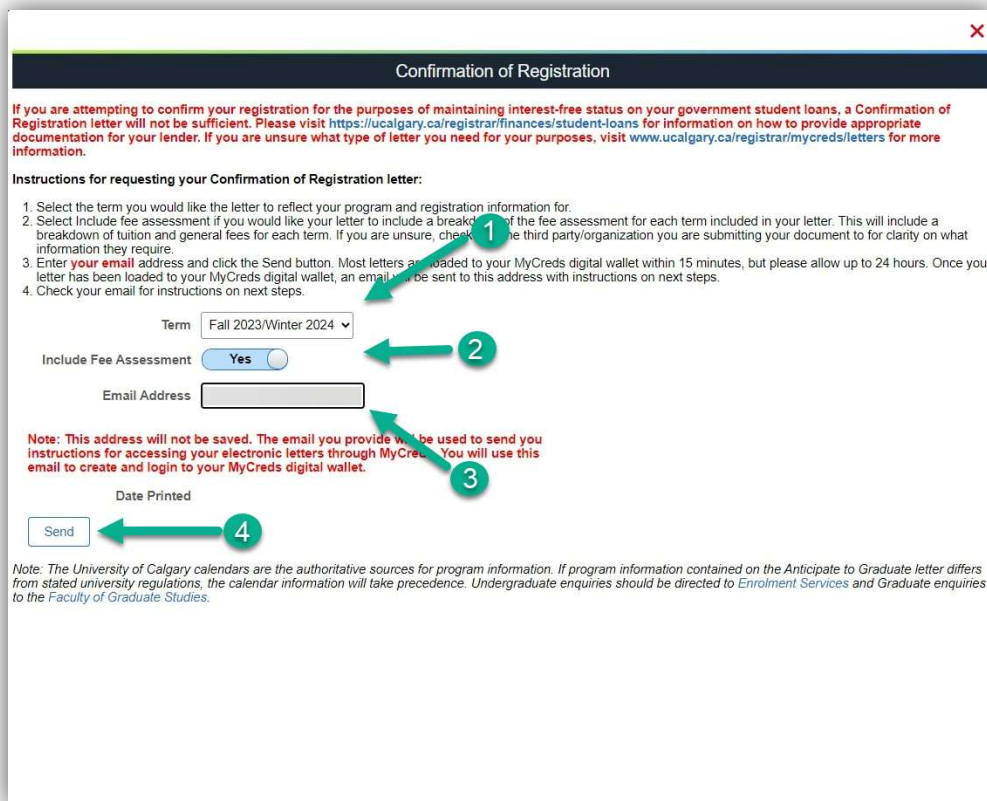 Confirmation of Registration
If you are attempting to confirm your registration for the purposes of maintaining interest-free status on your government student loans, a Confirmation of
Registration letter will not be sufficient. Please visit https://ucalgary.ca/registrar/finances/student-loans for information on how to provide appropriate
documentation for your lender. If you are unsure what type of letter you need for your purposes, visit www.ucalgary.ca/registrar/mycreds/letters for more
information.
Instructions for requesting your Confirmation of Registration letter:
1. Select the term you would like the letter to reflect your program and registration information for.
2. Select Include fee assessment if you would like your letter to include a breakdown of the fee assessment for each term included in your letter. This will include a
breakdown of tuition and general fees for each term. If you are unsure, check the third party/organization you are submitting your document to for clarity on what
information they require.
3. Enter your email address and click the Send button. Most letters are loaded to your MyCreds digital wallet within 15 minutes, but please allow up to 24 hours. Once you
letter has been loaded to your MyCreds digital wallet, an email will be sent to this address with instructions on next steps.
4. Check your email for instructions on next steps.
1
Term Fall 2023/Winter 2024
Include Fee Assessment Yes
2
Email Address
Note: This address will not be saved. The email you provide will be used to send you
instructions for accessing your electronic letters through MyCreds. You will use this
email to create and login to your MyCreds digital wallet.
3
Date Printed
Send
4
Note: The University of Calgary calendars are the authoritative sources for program information. If program information contained on the Anticipate to Graduate letter differs
from stated university regulations, the calendar information will take precedence. Undergraduate enquiries should be directed to Enrolment Services and Graduate enquiries
to the Faculty of Graduate Studies.